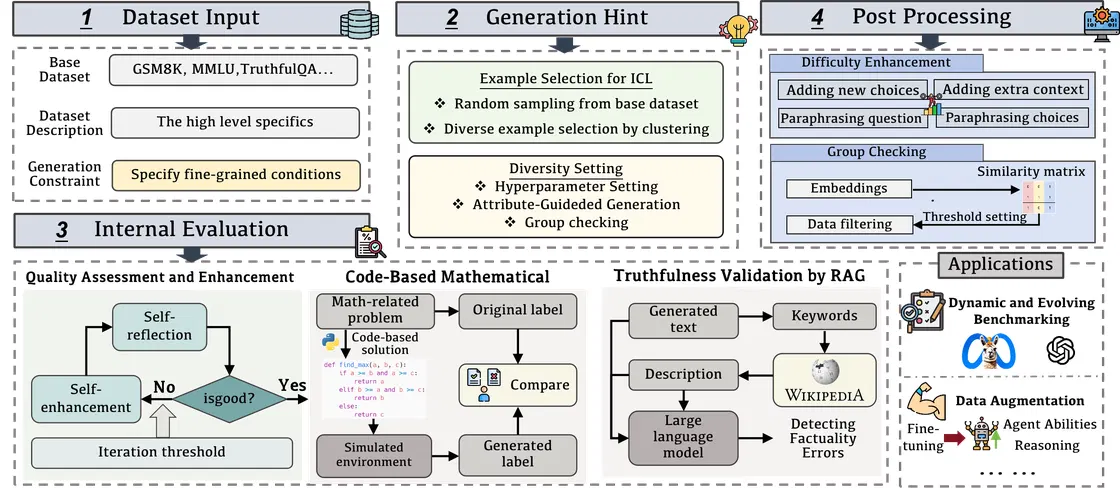 1 Dataset Input
Base
Dataset
GSM8K, MMLU,TruthfulQA...
Dataset
Description
The high level specifics
Generation
Constraint
Specify fine-grained conditions
2 Generation Hint
Example Selection for ICL
❖ Random sampling from base dataset
❖ Diverse example selection by clustering
Diversity Setting
❖ Hyperparameter Setting
❖ Attribute-Guideded Generation
❖ Group checking
4 Post Processing
Difficulty Enhancement
Adding new choices
Adding extra context
Paraphrasing question
Paraphrasing choices
Group Checking
Similarity matrix
Embeddings
Threshold setting
Data filtering
3 Internal Evaluation
Quality Assessment and Enhancement
Self-
reflection
Self-
enhancement
No
isgood?
Yes
Iteration threshold
Code-Based Mathematical
Math-related
problem
Original label
Code-based
solution
def find_max(a, b, c):
if a >= b and a >= c:
return a
elif b >= a and b >= c:
return b
else:
return c
Compare
Simulated
environment
Generated
label
Truthfulness Validation by RAG
Generated
text
Keywords
Description
WIKIPEDIA
Large
language
model
Detecting
Factuality
Errors
Applications
Dynamic and Evolving
Benchmarking
Data Augmentation
Fine-
tuning
Agent Abilities
Reasoning
... ...